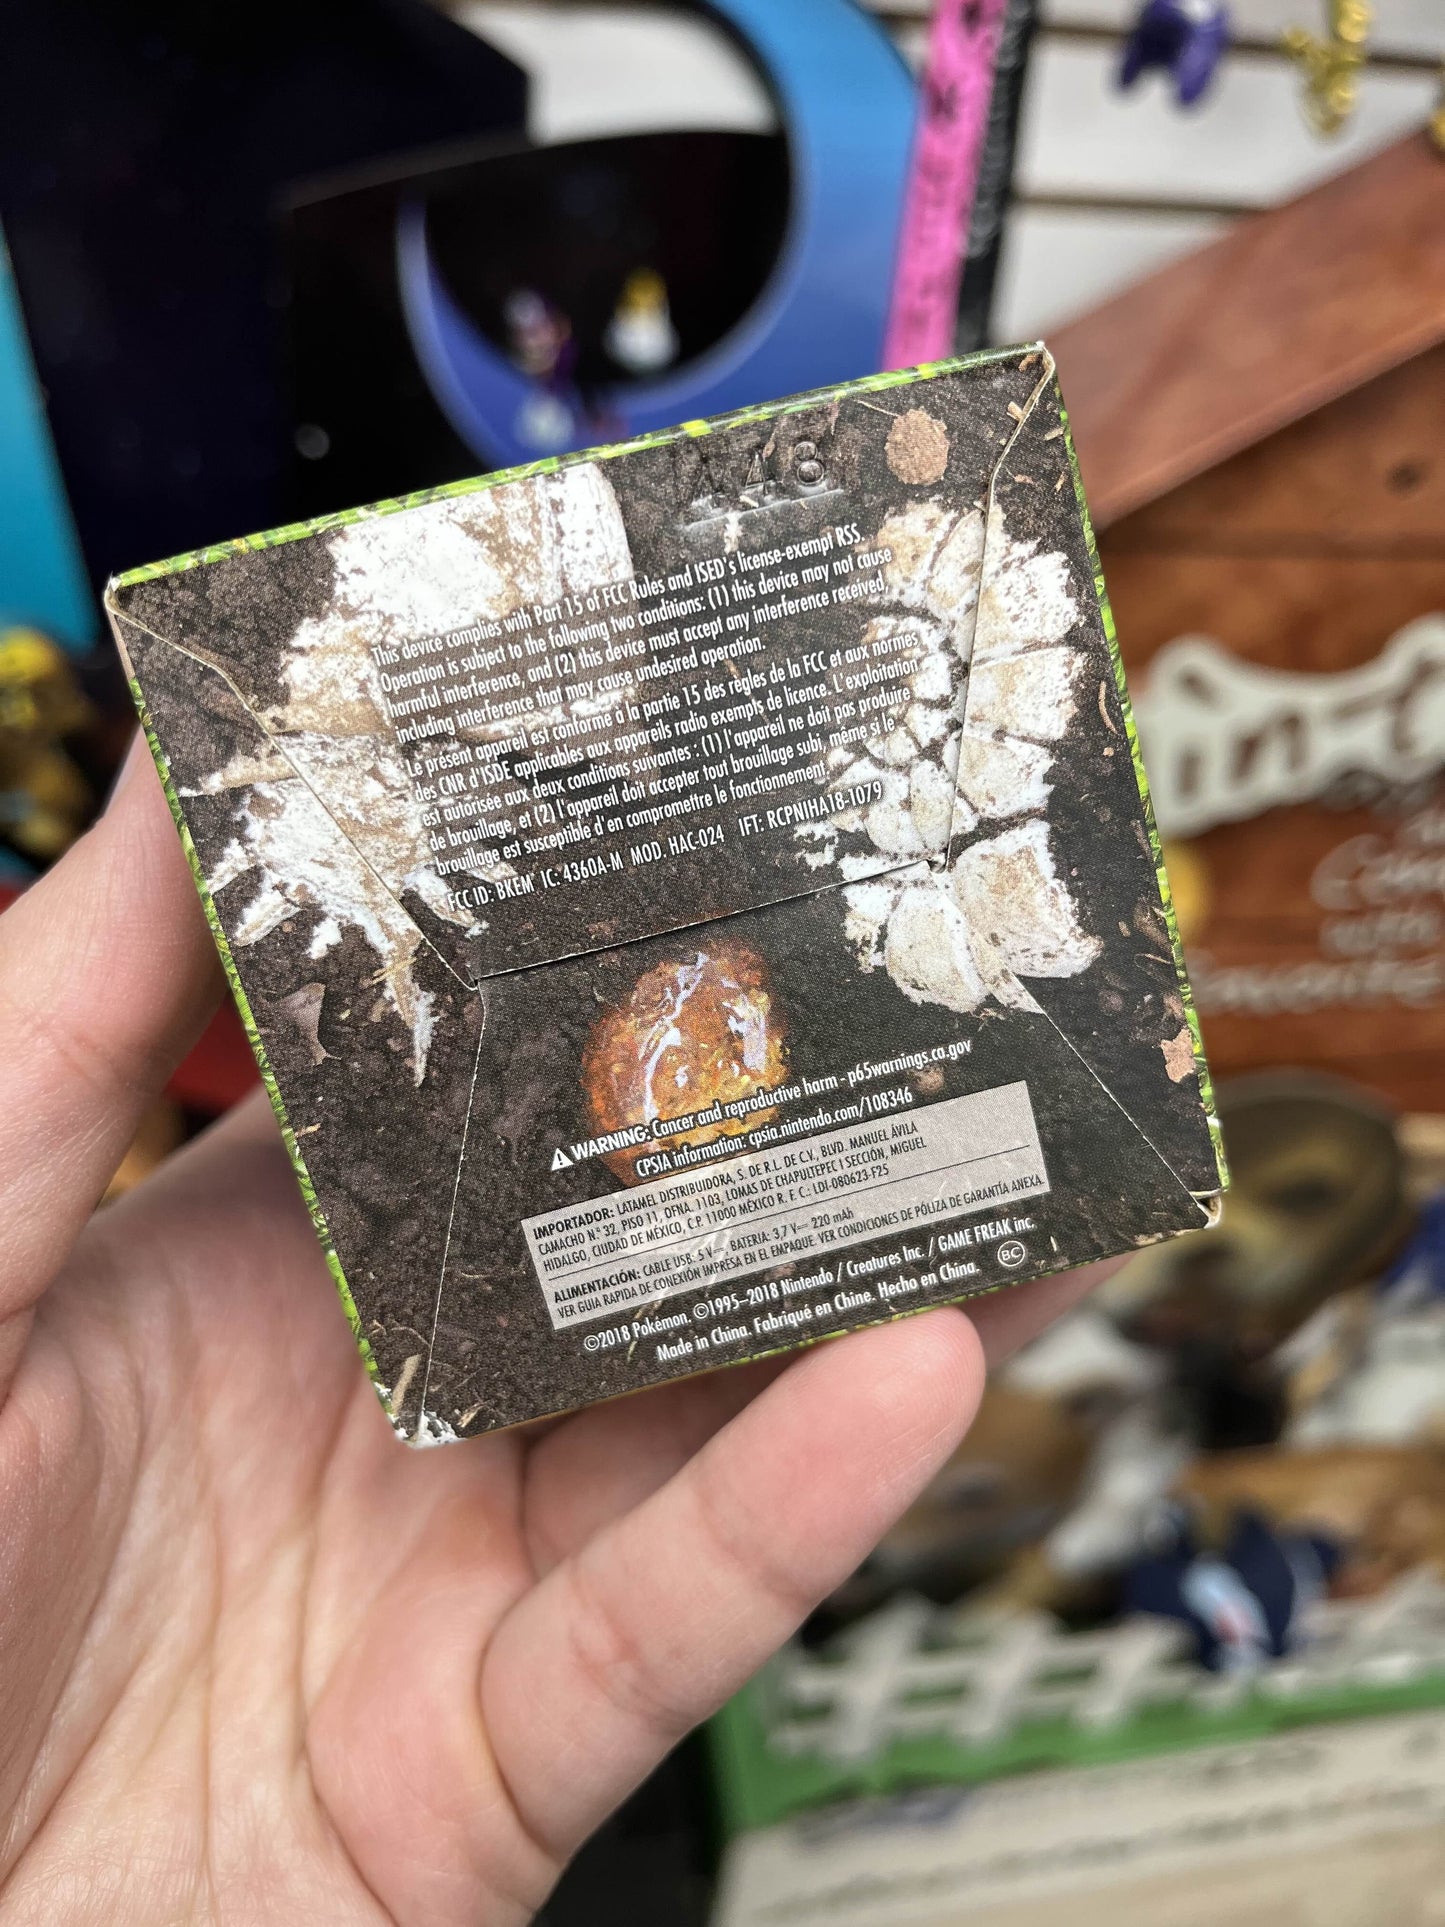 A48
This device complies with Part 15 of FCC Rules and ISED's license-exempt RSS.
Operation is subject to the following two conditions: (1) this device may not cause
harmful interference, and (2) this device must accept any interference received,
including interference that may cause undesired operation.
Le présent appareil est conforme à la partie 15 des règles de la FCC et aux normes
des CNR d'ISDE applicables aux appareils radio exempts de licence. L'exploitation
est autorisée aux deux conditions suivantes : (1) l'appareil ne doit pas produire
de brouillage, et (2) l'appareil doit accepter tout brouillage subi, même si le
brouillage est susceptible d'en compromettre le fonctionnement.
FCC ID: BKEM IC: 4360A-M MOD. HAC-024 IFT: RCPNIHA18-1079
⚠ WARNING: Cancer and reproductive harm - p65warnings.ca.gov
CPSIA information: cpsia.nintendo.com/108346
IMPORTADOR: LATAMEL DISTRIBUIDORA, S. DE R.L. DE C.V., BLVD. MANUEL ÁVILA
CAMACHO N.° 32, PISO 11, OFNA. 1103, LOMAS DE CHAPULTEPEC I SECCIÓN, MIGUEL
HIDALGO, CIUDAD DE MÉXICO, C.P. 11000 MÉXICO R. F. C.: LDI-080623-F25
ALIMENTACIÓN: CABLE USB: 5 V⎓, BATERIA: 3,7 V⎓ 220 mAh
VER GUIA RAPIDA DE CONEXIÓN IMPRESA EN EL EMPAQUE. VER CONDICIONES DE PÓLIZA DE GARANTÍA ANEXA.
©2018 Pokémon. ©1995–2018 Nintendo / Creatures Inc. / GAME FREAK inc.
Made in China. Fabriqué en Chine. Hecho en China.
BC